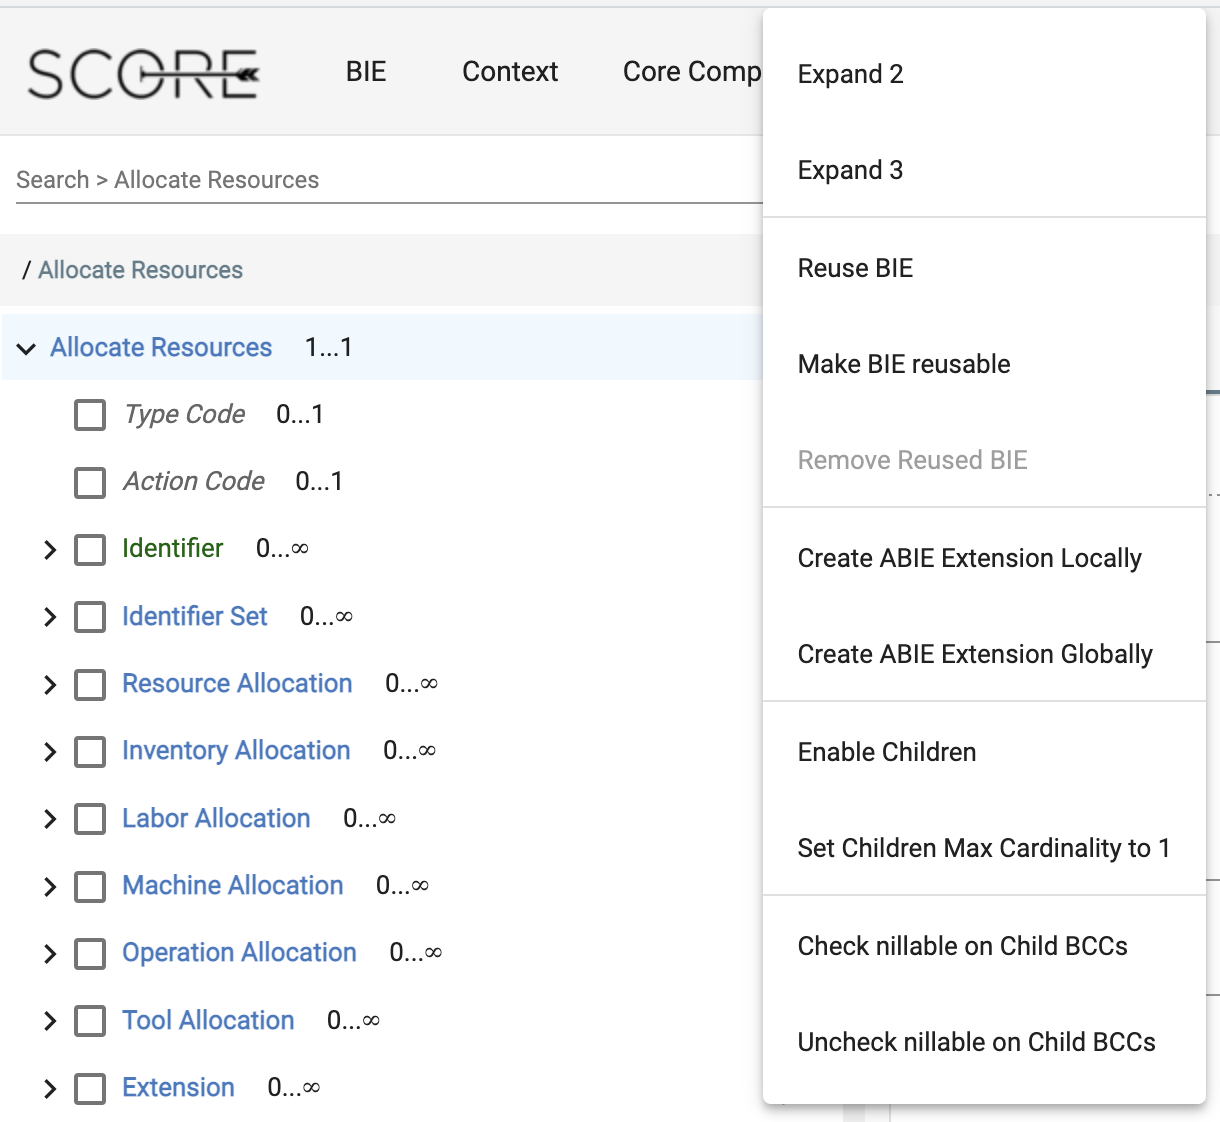 SCORE
BIE
Context
Core Comp
Search > Allocate Resources
/ Allocate Resources
Allocate Resources 1...1
Type Code 0...1
Action Code 0...1
Identifier 0...∞
Identifier Set 0...∞
Resource Allocation 0...∞
Inventory Allocation 0...∞
Labor Allocation 0...∞
Machine Allocation 0...∞
Operation Allocation 0...∞
Tool Allocation 0...∞
Extension 0...∞
Expand 2
Expand 3
Reuse BIE
Make BIE reusable
Remove Reused BIE
Create ABIE Extension Locally
Create ABIE Extension Globally
Enable Children
Set Children Max Cardinality to 1
Check nillable on Child BCCs
Uncheck nillable on Child BCCs